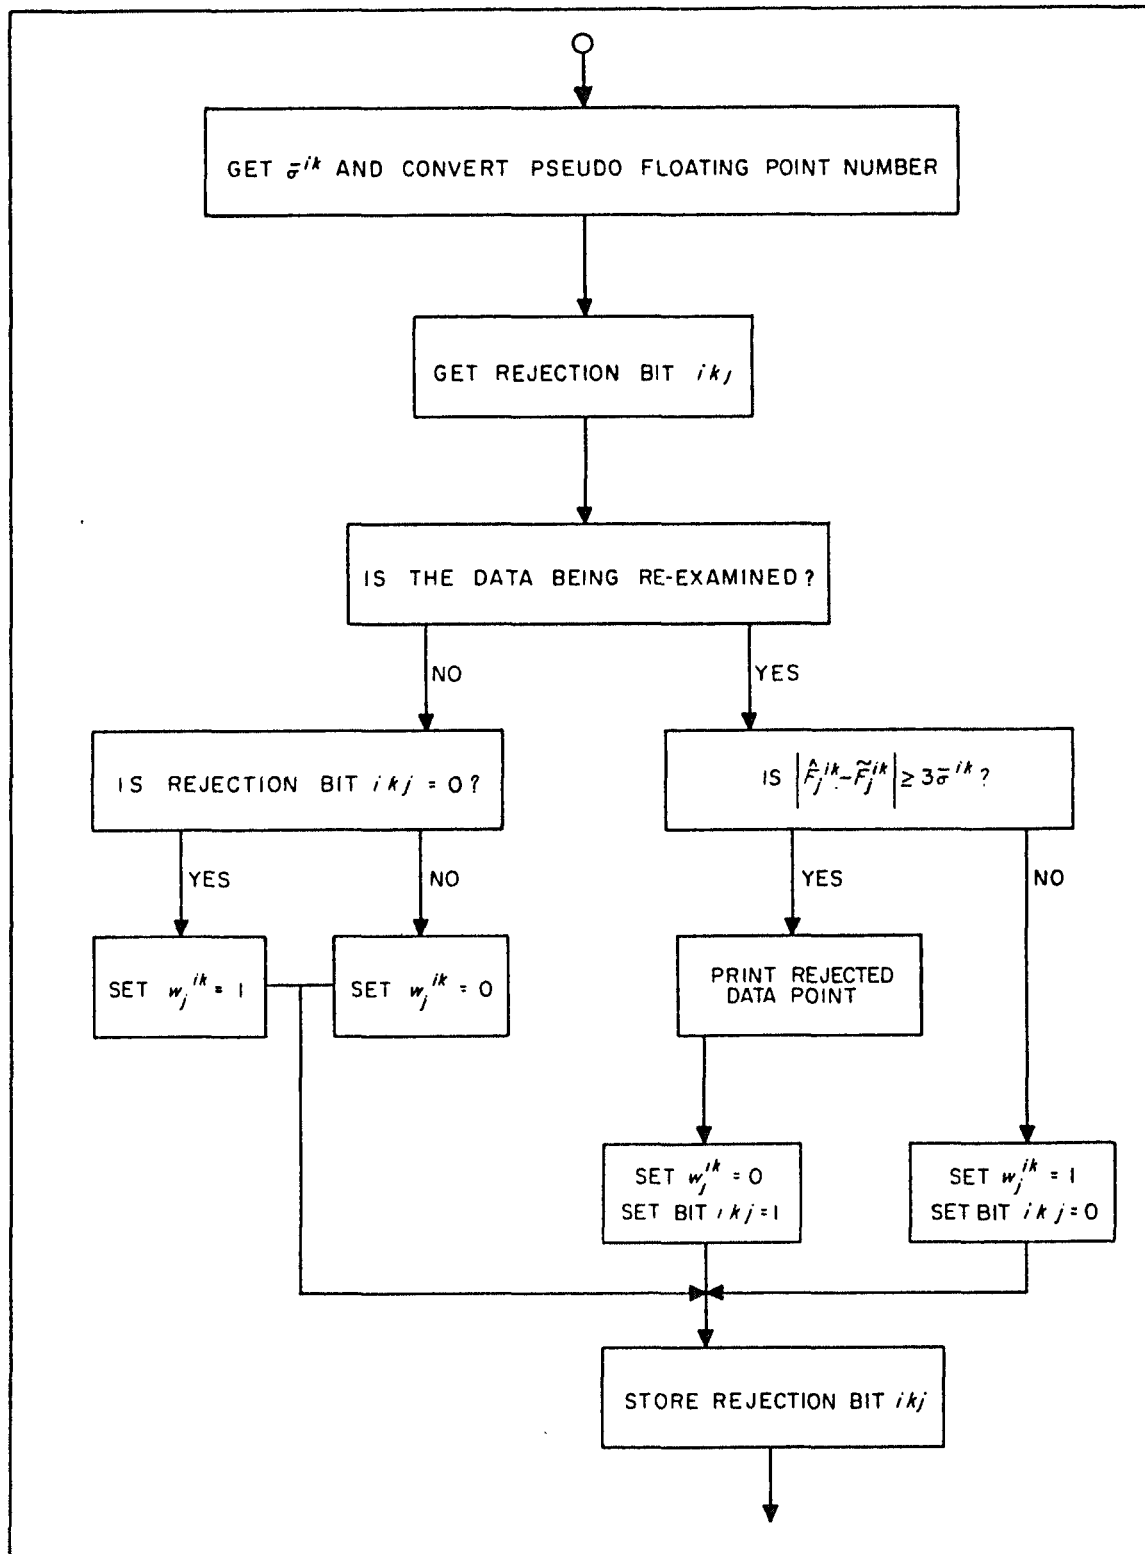 GET σ̄^ik AND CONVERT PSEUDO FLOATING POINT NUMBER
GET REJECTION BIT ikj
IS THE DATA BEING RE-EXAMINED?
NO
YES
IS REJECTION BIT ikj = 0?
IS |F̂_j^ik - F̃_j^ik| ≥ 3σ̄^ik?
YES
NO
YES
NO
SET w_j^ik = 1
SET w_j^ik = 0
PRINT REJECTED
DATA POINT
SET w_j^ik = 0
SET BIT ikj = 1
SET w_j^ik = 1
SET BIT ikj = 0
STORE REJECTION BIT ikj